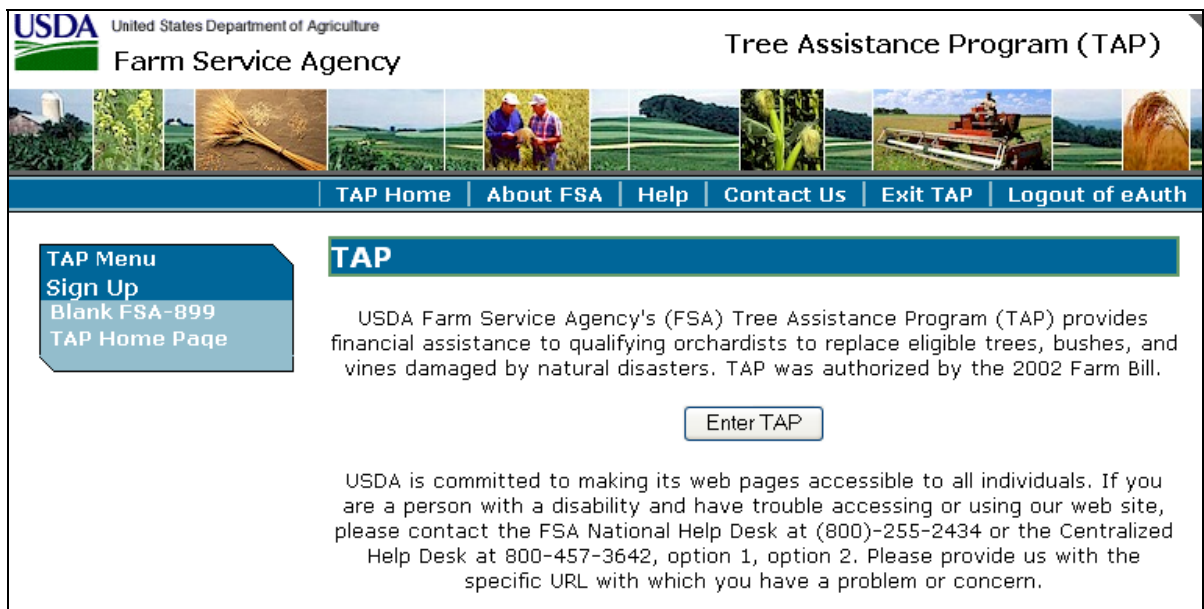 USDA United States Department of Agriculture
Farm Service Agency
Tree Assistance Program (TAP)
TAP Home | About FSA | Help | Contact Us | Exit TAP | Logout of eAuth
TAP Menu
Sign Up
Blank FSA-899
TAP Home Page
TAP
USDA Farm Service Agency's (FSA) Tree Assistance Program (TAP) provides
financial assistance to qualifying orchardists to replace eligible trees, bushes, and
vines damaged by natural disasters. TAP was authorized by the 2002 Farm Bill.
Enter TAP
USDA is committed to making its web pages accessible to all individuals. If you
are a person with a disability and have trouble accessing or using our web site,
please contact the FSA National Help Desk at (800)-255-2434 or the Centralized
Help Desk at 800-457-3642, option 1, option 2. Please provide us with the
specific URL with which you have a problem or concern.